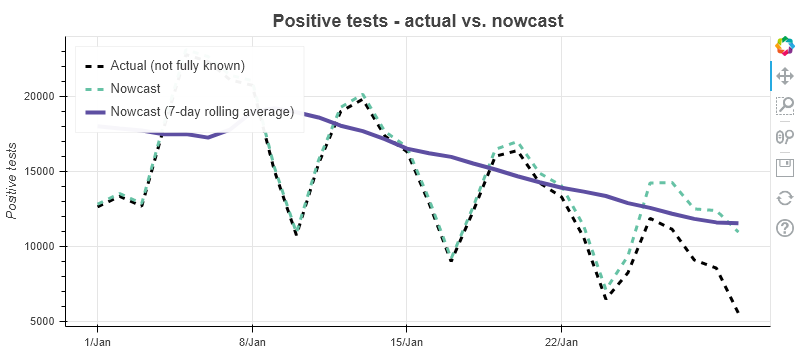 Positive tests - actual vs. nowcast
Actual (not fully known)
Nowcast
Nowcast (7-day rolling average)
Positive tests
20000
15000
10000
5000
1/Jan
8/Jan
15/Jan
22/Jan